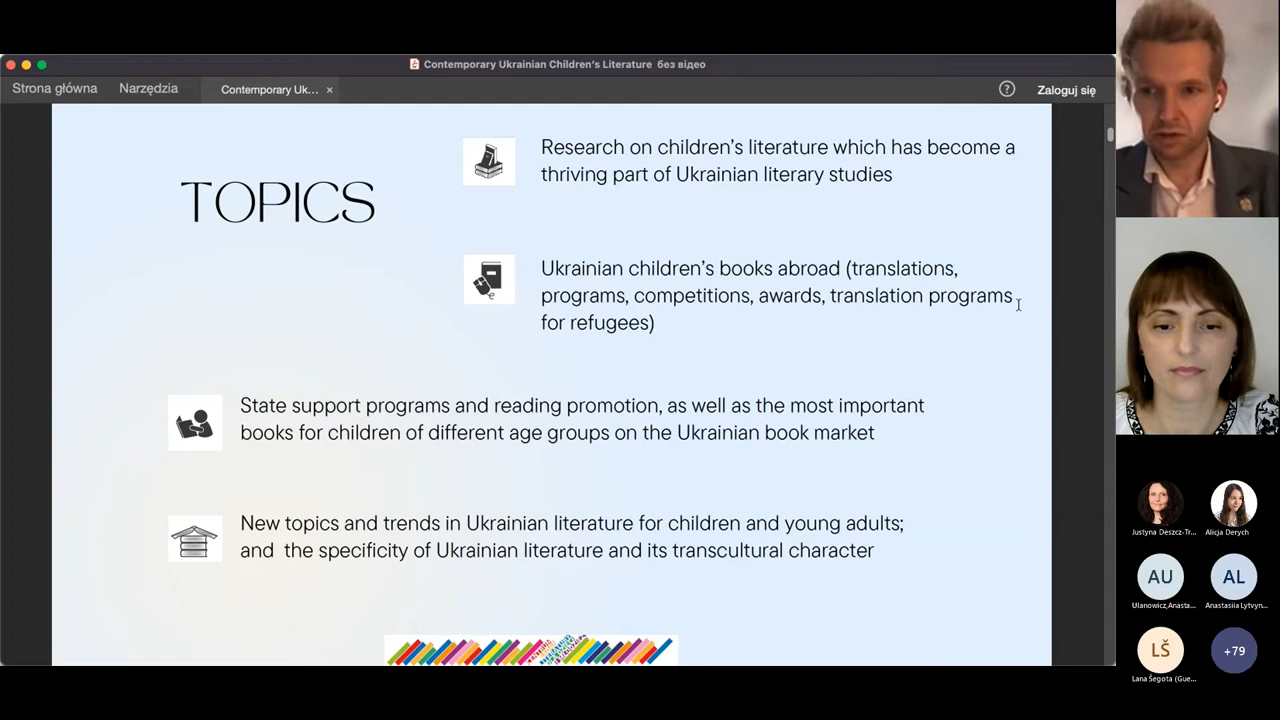 Contemporary Ukrainian Children's Literature без відео
Strona główna
Narzędzia
Contemporary Uk...
Zaloguj się
TOPICS
Research on children's literature which has become a
thriving part of Ukrainian literary studies
Ukrainian children's books abroad (translations,
programs, competitions, awards, translation programs
for refugees)
State support programs and reading promotion, as well as the most important
books for children of different age groups on the Ukrainian book market
New topics and trends in Ukrainian literature for children and young adults;
and the specificity of Ukrainian literature and its transcultural character
Justyna Deszcz-Tr...
Alicja Derych
AU
AL
Ulanowicz,Anasta...
Anastasiia Lytvyn...
LŠ
+79
Lana Šegota (Gue...